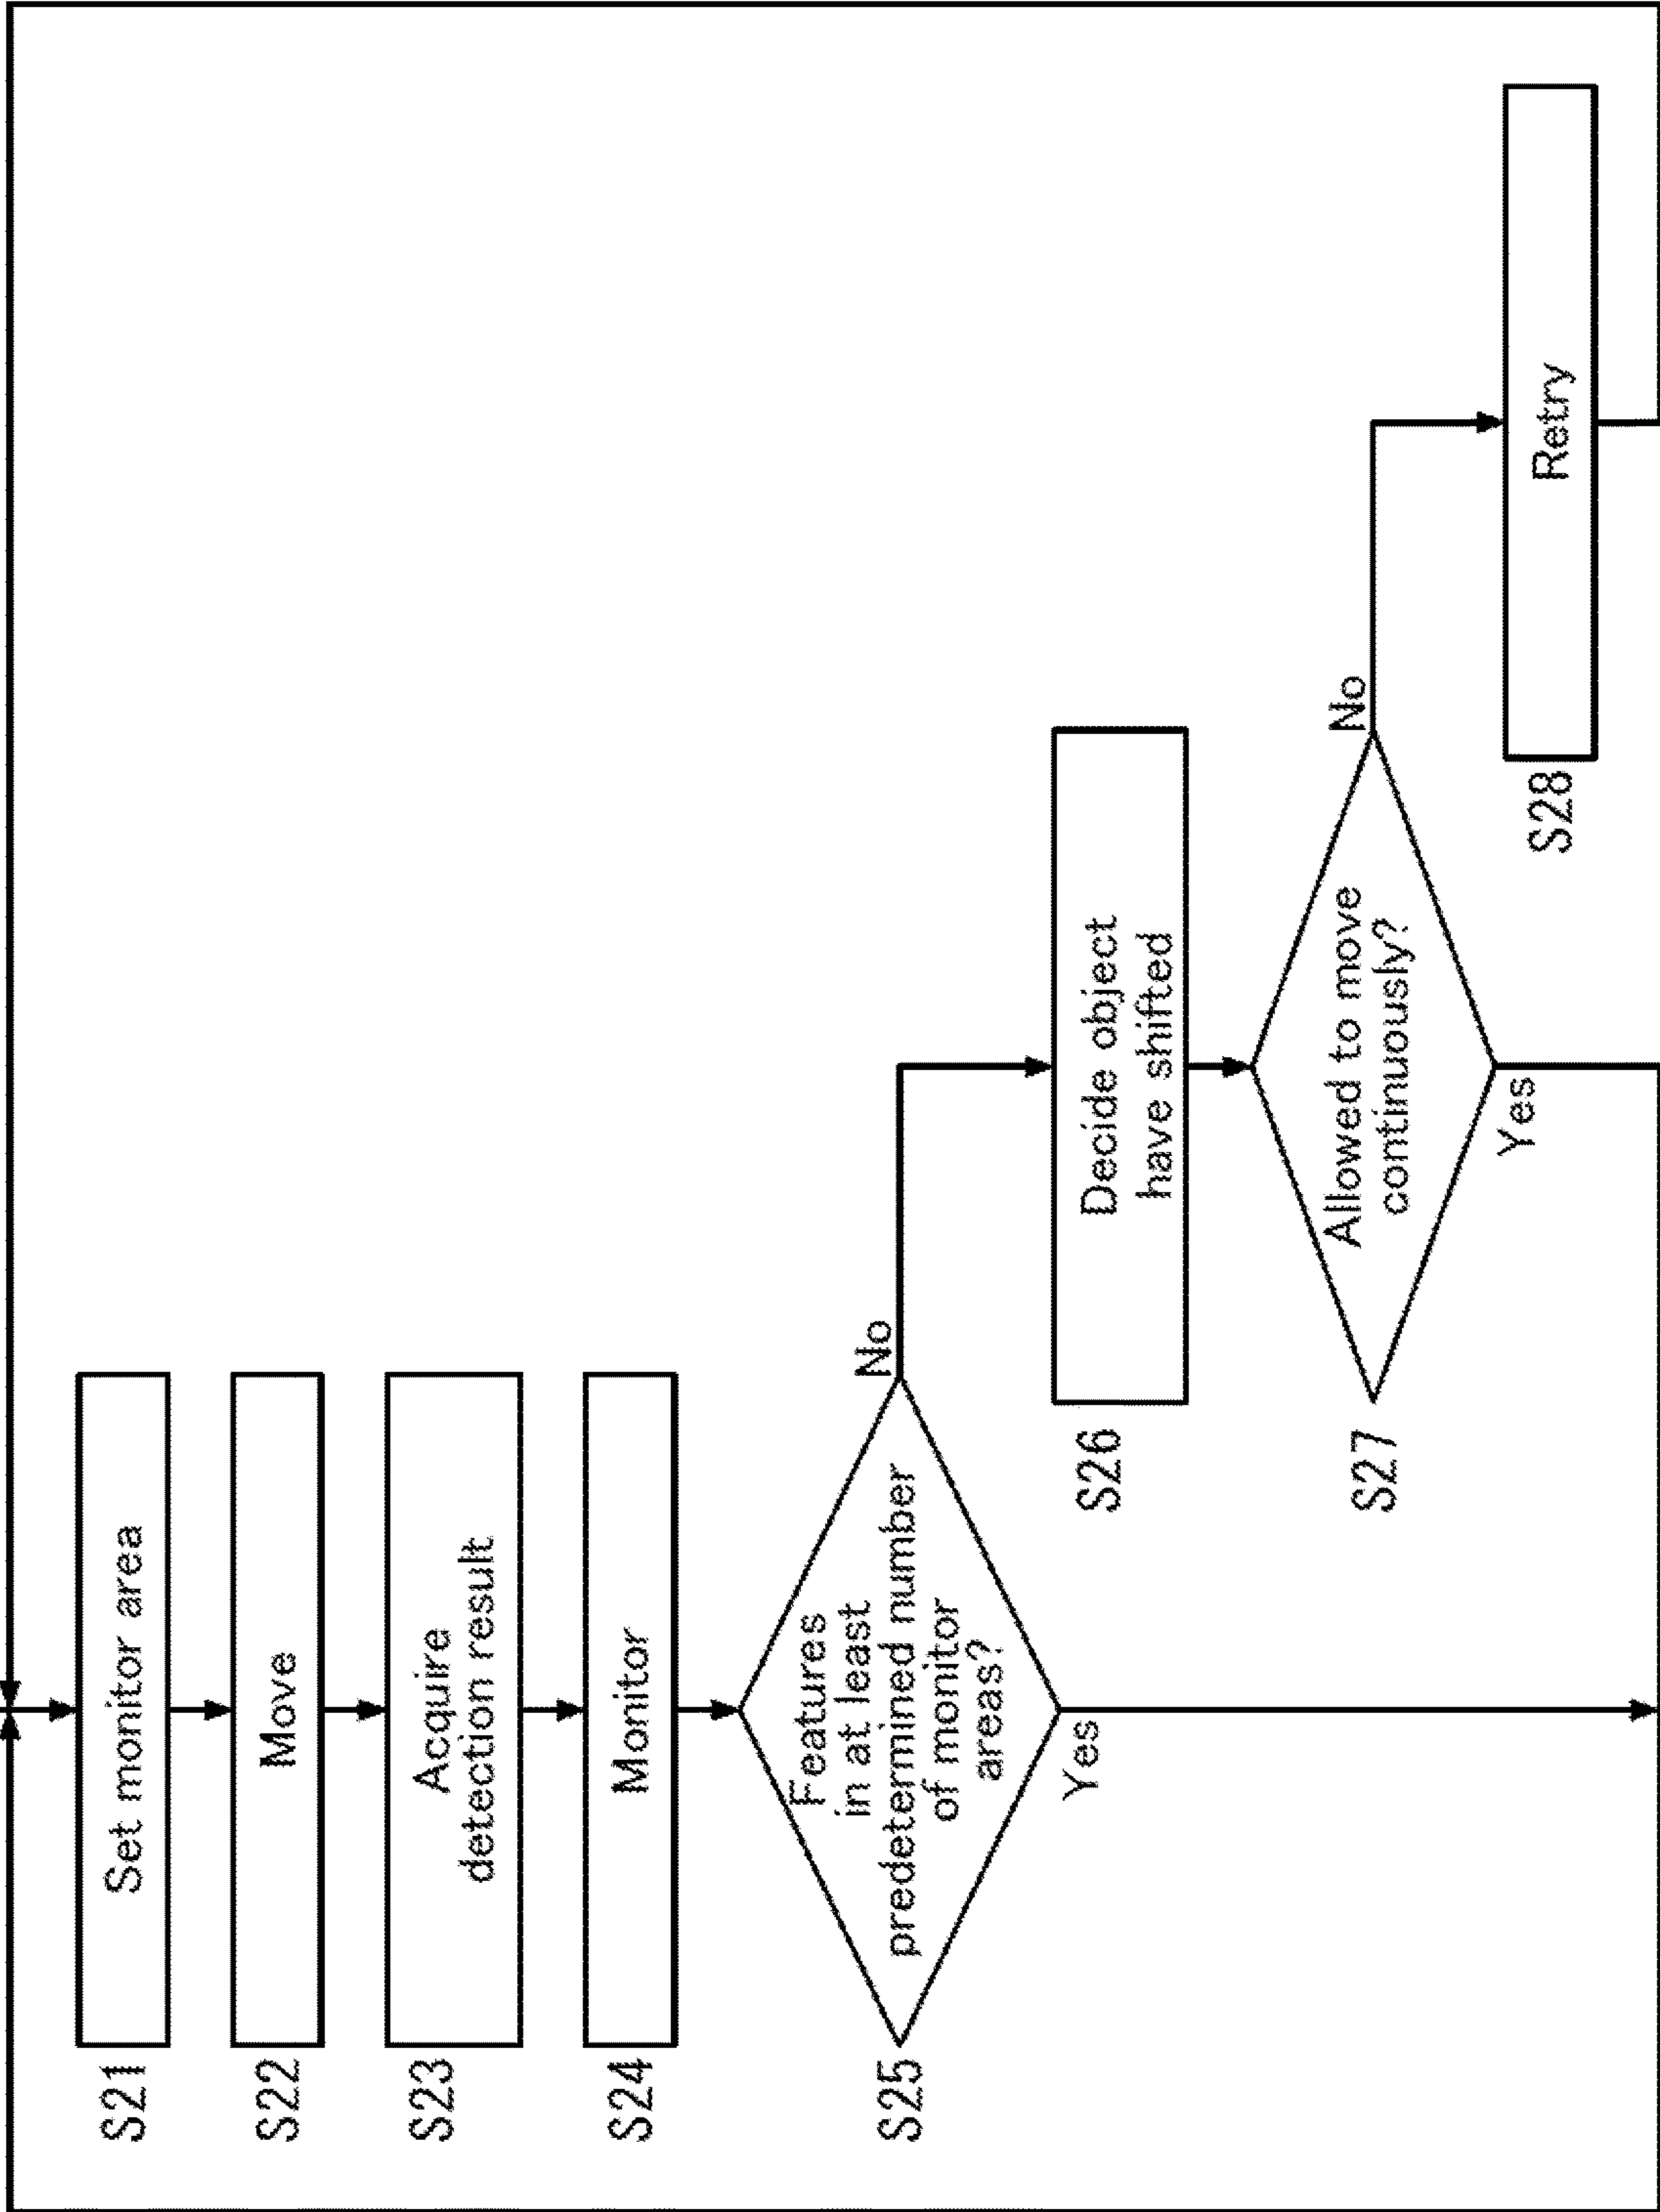 S21
Set monitor area
S22
Move
S23
Acquire
detection result
S24
Monitor
S25
Features
in at least
predetermined number
of monitor
areas?
No
Yes
S26
Decide object
have shifted
S27
Allowed to move
continuously?
No
Yes
S28
Retry